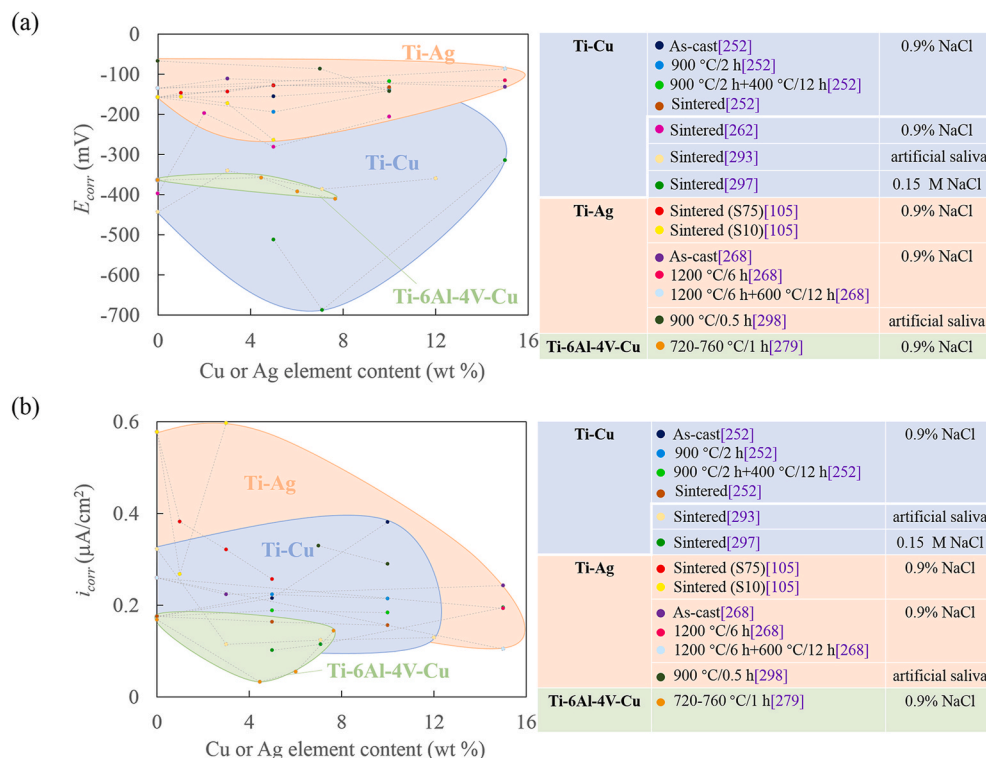 (a)
0
-100
-200
-300
-400
-500
-600
-700
E_corr (mV)
0
4
8
12
16
Cu or Ag element content (wt %)
Ti-Ag
Ti-Cu
Ti-6Al-4V-Cu
Ti-Cu
As-cast[252]
0.9% NaCl
900 °C/2 h[252]
900 °C/2 h+400 °C/12 h[252]
Sintered[252]
Sintered[262]
0.9% NaCl
Sintered[293]
artificial saliva
Sintered[297]
0.15 M NaCl
Ti-Ag
Sintered (S75)[105]
0.9% NaCl
Sintered (S10)[105]
As-cast[268]
0.9% NaCl
1200 °C/6 h[268]
1200 °C/6 h+600 °C/12 h[268]
900 °C/0.5 h[298]
artificial saliva
Ti-6Al-4V-Cu
720-760 °C/1 h[279]
0.9% NaCl
(b)
0.6
0.4
0.2
0
i_corr (μA/cm²)
0
4
8
12
16
Cu or Ag element content (wt %)
Ti-Ag
Ti-Cu
Ti-6Al-4V-Cu
Ti-Cu
As-cast[252]
0.9% NaCl
900 °C/2 h[252]
900 °C/2 h+400 °C/12 h[252]
Sintered[252]
Sintered[293]
artificial saliva
Sintered[297]
0.15 M NaCl
Ti-Ag
Sintered (S75)[105]
0.9% NaCl
Sintered (S10)[105]
As-cast[268]
0.9% NaCl
1200 °C/6 h[268]
1200 °C/6 h+600 °C/12 h[268]
900 °C/0.5 h[298]
artificial saliva
Ti-6Al-4V-Cu
720-760 °C/1 h[279]
0.9% NaCl